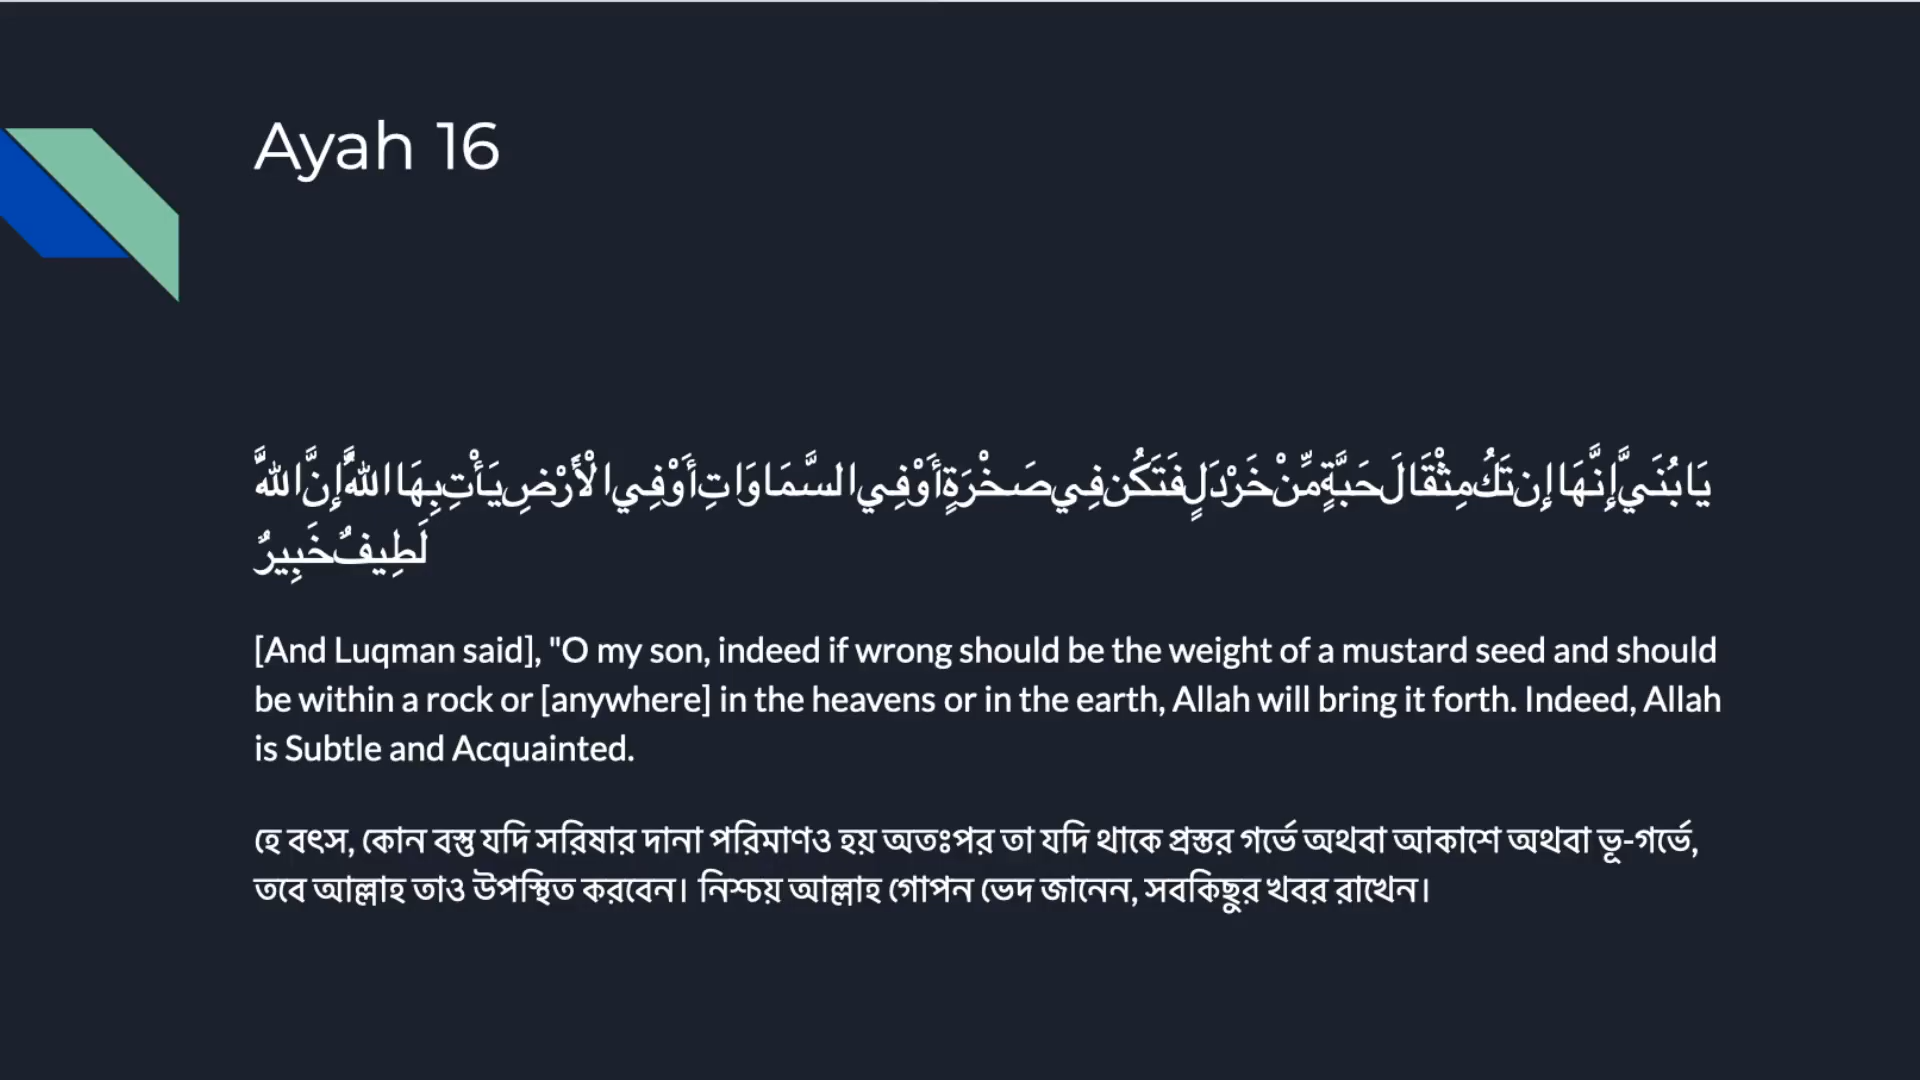 Ayah 16
يَا بُنَيَّ إِنَّهَا إِن تَكُ مِثْقَالَ حَبَّةٍ مِّنْ خَرْدَلٍ فَتَكُن فِي صَخْرَةٍ أَوْ فِي السَّمَاوَاتِ أَوْ فِي الْأَرْضِ يَأْتِ بِهَا اللَّهُ إِنَّ اللَّهَ
لَطِيفٌ خَبِيرٌ
[And Luqman said], "O my son, indeed if wrong should be the weight of a mustard seed and should
be within a rock or [anywhere] in the heavens or in the earth, Allah will bring it forth. Indeed, Allah
is Subtle and Acquainted.
হে বৎস, কোন বস্তু যদি সরিষার দানা পরিমাণও হয় অতঃপর তা যদি থাকে প্রস্তর গর্ভে অথবা আকাশে অথবা ভূ-গর্ভে,
তবে আল্লাহ তাও উপস্থিত করবেন। নিশ্চয় আল্লাহ গোপন ভেদ জানেন, সবকিছুর খবর রাখেন।